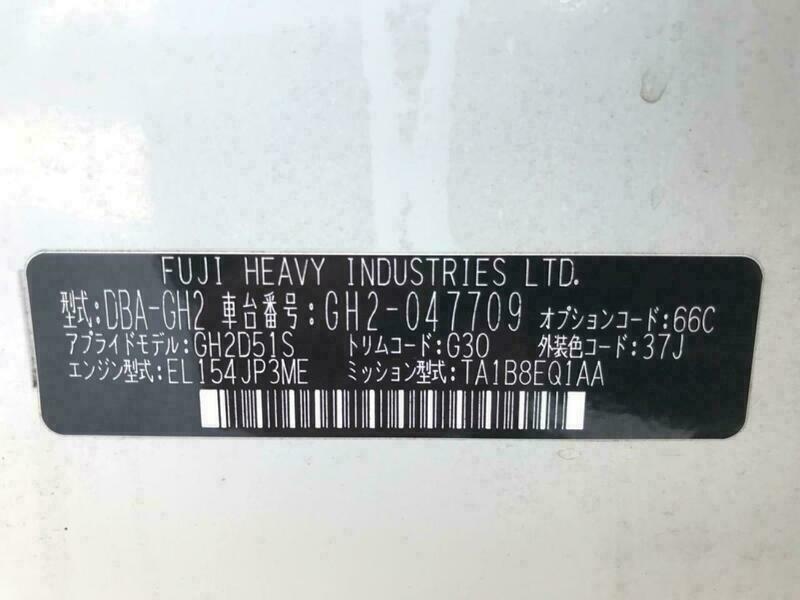 FUJI HEAVY INDUSTRIES LTD.
型式:DBA-GH2 車台番号:GH2-047709 オプションコード:66C
アプライドモデル:GH2D51S トリムコード:G30 外装色コード:37J
エンジン型式:EL154JP3ME ミッション型式:TA1B8EQ1AA